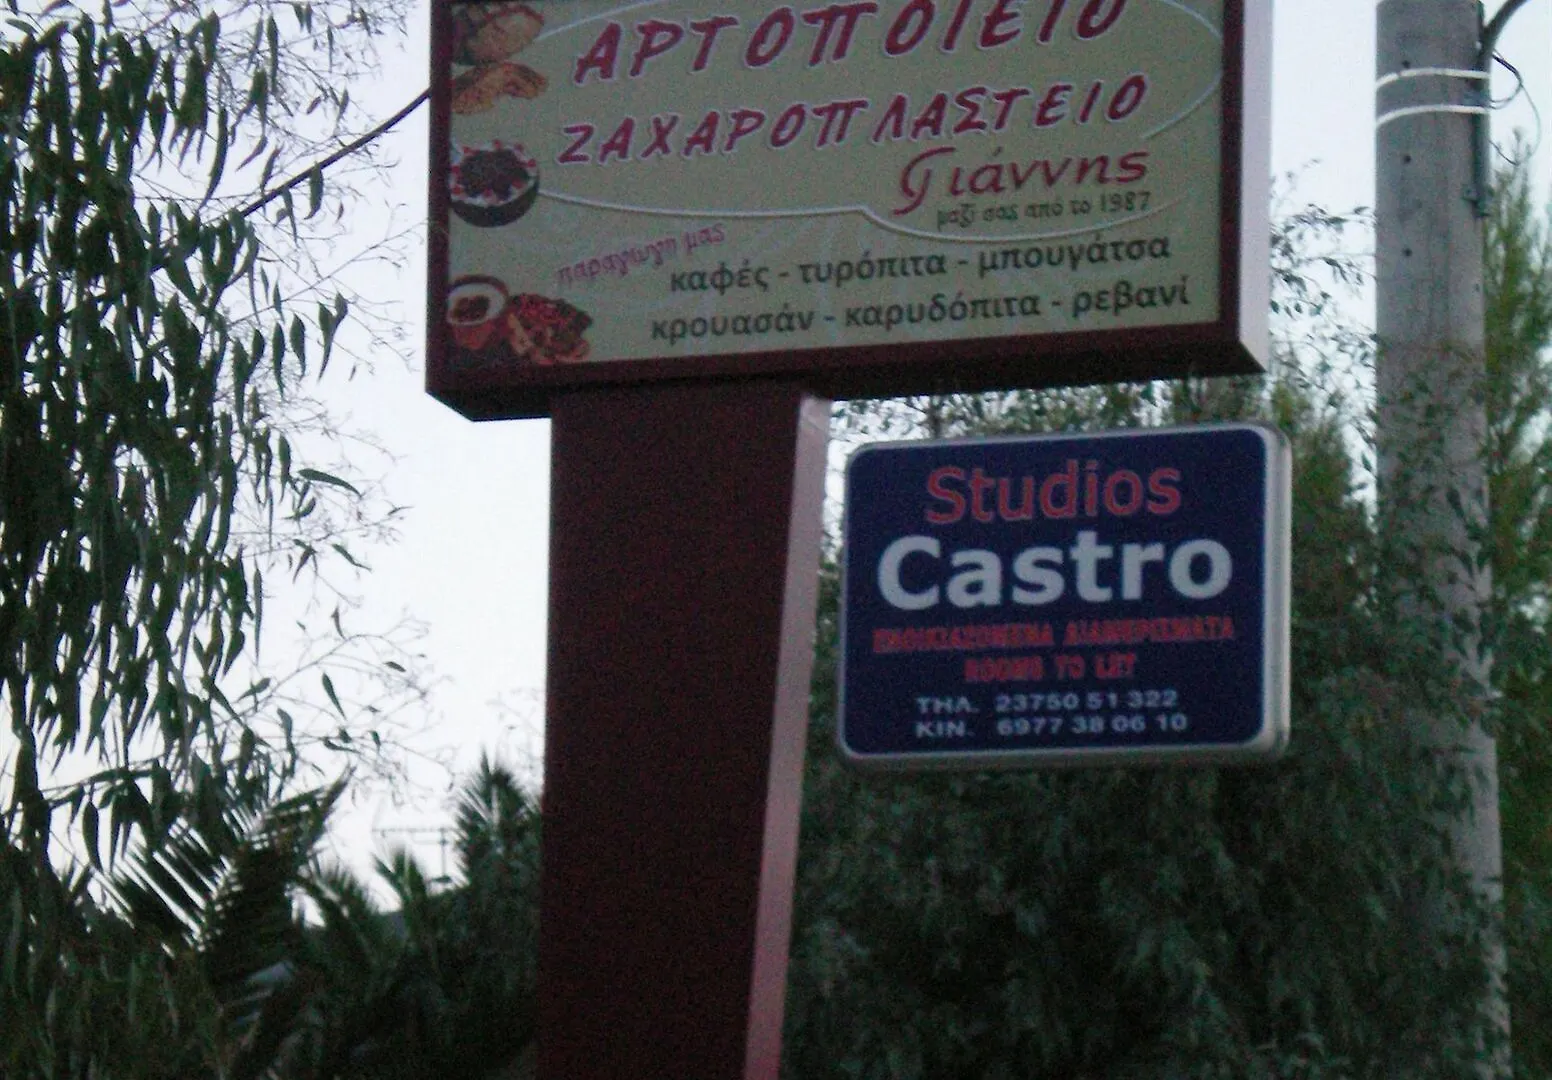 ΑΡΤΟΠΟΙΕΙΟ
ΖΑΧΑΡΟΠΛΑΣΤΕΙΟ
Γιάννης
μαζί σας από το 1987
παραγωγη μας
καφές - τυρόπιτα - μπουγάτσα
κρουασάν - καρυδόπιτα - ρεβανί
Studios
Castro
ΕΝΟΙΚΙΑΖΟΜΕΝΑ ΔΙΑΜΕΡΙΣΜΑΤΑ
ROOMS TO LET
ΤΗΛ. 23750 51 322
ΚΙΝ. 6977 38 06 10